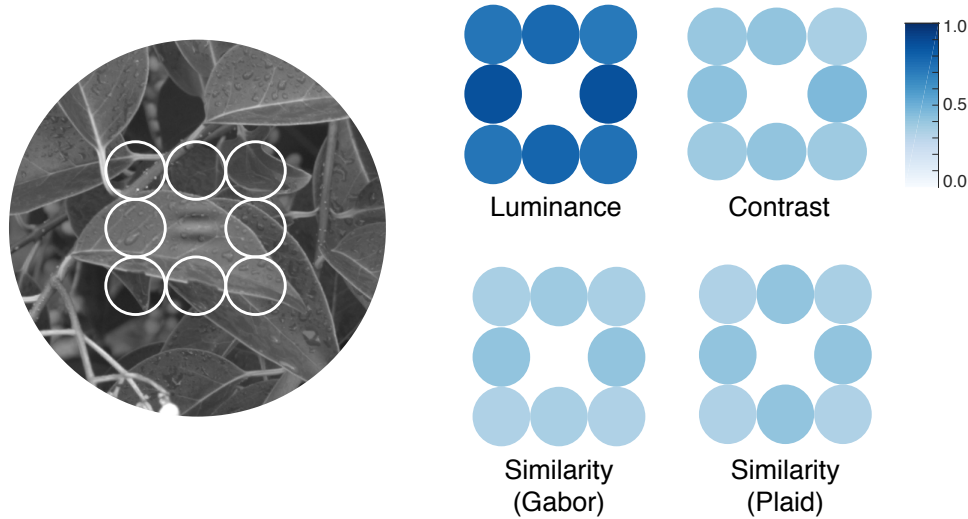 1.0
0.5
0.0
Luminance
Contrast
Similarity
(Gabor)
Similarity
(Plaid)